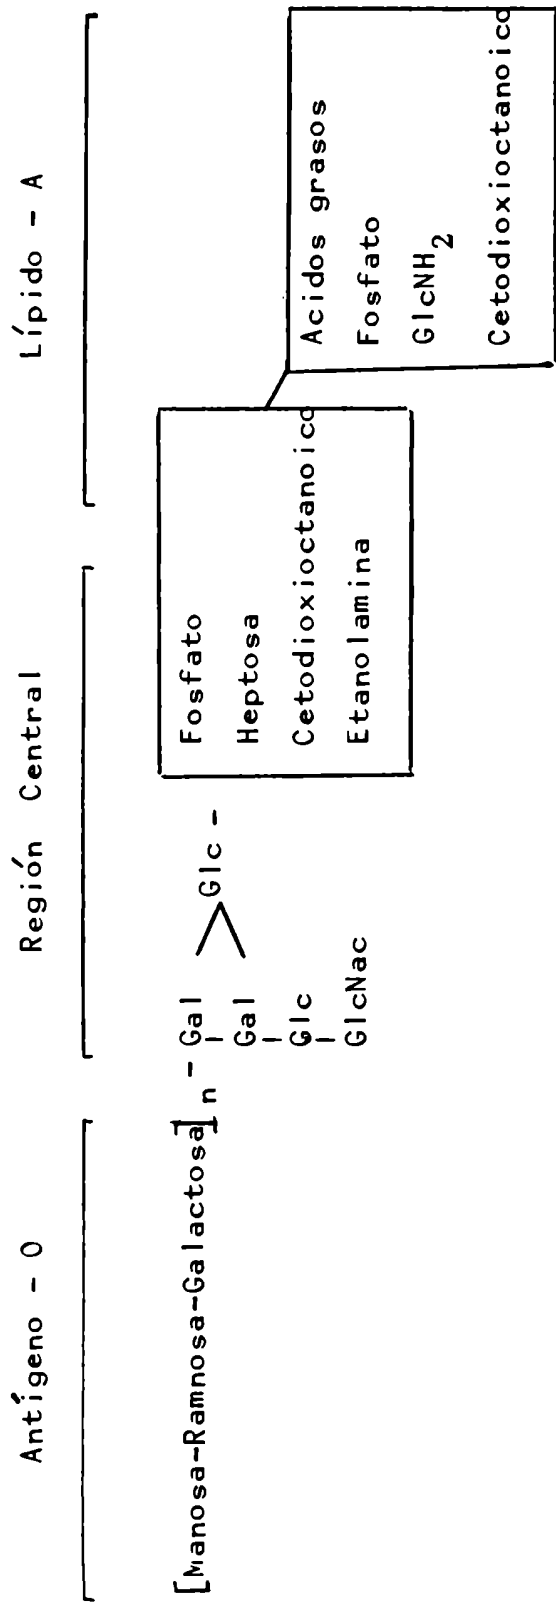 Antígeno - O
Región Central
Lípido - A
[Manosa-Ramnosa-Galactosa]n - Gal > Glc -
Gal
Glc
GlcNac
Fosfato
Heptosa
Cetodioxioctanoico
Etanolamina
Acidos grasos
Fosfato
GlcNH2
Cetodioxioctanoico